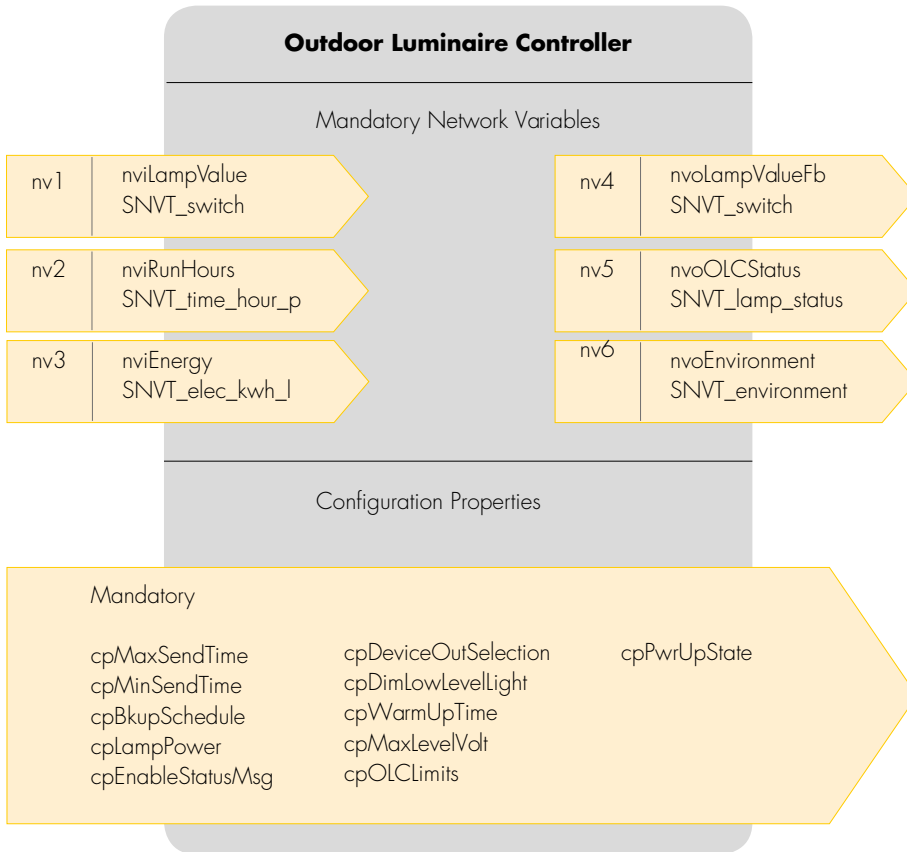 Outdoor Luminaire Controller
Mandatory Network Variables
nv1
nviLampValue
SNVT_switch
nv2
nviRunHours
SNVT_time_hour_p
nv3
nviEnergy
SNVT_elec_kwh_l
nv4
nvoLampValueFb
SNVT_switch
nv5
nvoOLCStatus
SNVT_lamp_status
nv6
nvoEnvironment
SNVT_environment
Configuration Properties
Mandatory
cpMaxSendTime
cpMinSendTime
cpBkupSchedule
cpLampPower
cpEnableStatusMsg
cpDeviceOutSelection
cpDimLowLevelLight
cpWarmUpTime
cpMaxLevelVolt
cpOLCLimits
cpPwrUpState